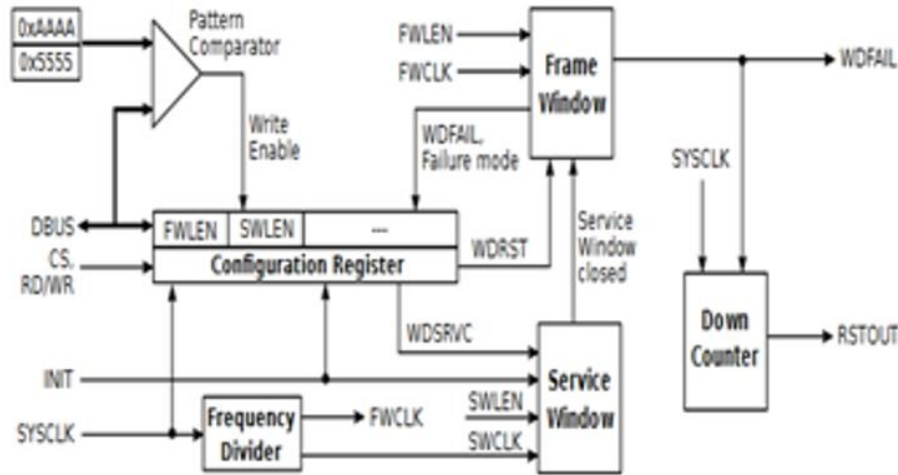 0xAAAA
0x5555
Pattern
Comparator
FWLEN
FWCLK
Frame
Window
WDFAIL
Write
Enable
WDFAIL,
Failure mode
SYSCLK
DBUS
FWLEN SWLEN ---
Configuration Register
CS,
RD/WR
WDRST
Service
Window
closed
WDSRVC
Down
Counter
RSTOUT
INIT
Service
Window
SWLEN
SYSCLK
Frequency
Divider
FWCLK
SWCLK